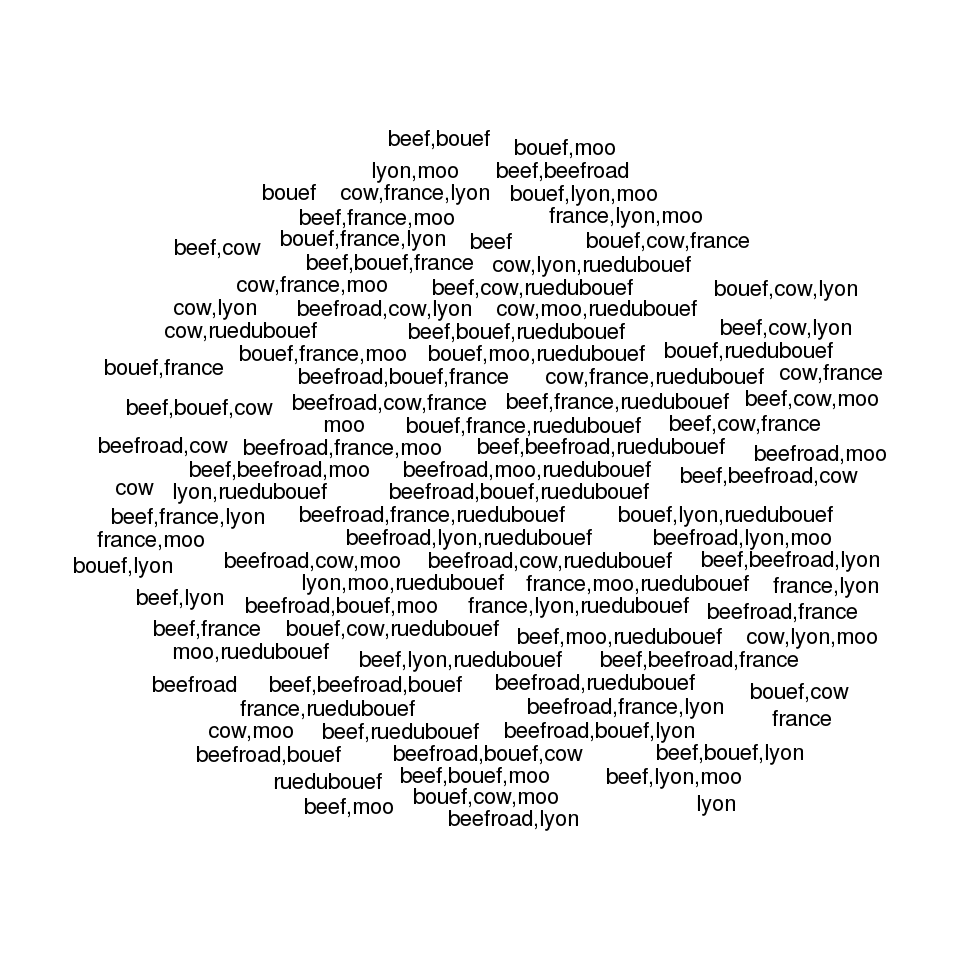 beef,bouef
bouef,moo
lyon,moo
beef,beefroad
bouef
cow,france,lyon
bouef,lyon,moo
beef,france,moo
france,lyon,moo
beef,cow
bouef,france,lyon
beef
bouef,cow,france
beef,bouef,france
cow,lyon,ruedubouef
cow,france,moo
beef,cow,ruedubouef
bouef,cow,lyon
cow,lyon
beefroad,cow,lyon
cow,moo,ruedubouef
cow,ruedubouef
beef,bouef,ruedubouef
beef,cow,lyon
bouef,france,moo
bouef,moo,ruedubouef
bouef,ruedubouef
bouef,france
beefroad,bouef,france
cow,france,ruedubouef
cow,france
beef,bouef,cow
beefroad,cow,france
beef,france,ruedubouef
beef,cow,moo
moo
bouef,france,ruedubouef
beef,cow,france
beefroad,cow
beefroad,france,moo
beef,beefroad,ruedubouef
beefroad,moo
beef,beefroad,moo
beefroad,moo,ruedubouef
beef,beefroad,cow
cow
lyon,ruedubouef
beefroad,bouef,ruedubouef
beef,france,lyon
beefroad,france,ruedubouef
bouef,lyon,ruedubouef
france,moo
beefroad,lyon,ruedubouef
beefroad,lyon,moo
bouef,lyon
beefroad,cow,moo
beefroad,cow,ruedubouef
beef,beefroad,lyon
lyon,moo,ruedubouef
france,moo,ruedubouef
france,lyon
beef,lyon
beefroad,bouef,moo
france,lyon,ruedubouef
beefroad,france
beef,france
bouef,cow,ruedubouef
beef,moo,ruedubouef
cow,lyon,moo
moo,ruedubouef
beef,lyon,ruedubouef
beef,beefroad,france
beefroad
beef,beefroad,bouef
beefroad,ruedubouef
bouef,cow
france,ruedubouef
beefroad,france,lyon
france
cow,moo
beef,ruedubouef
beefroad,bouef,lyon
beefroad,bouef
beefroad,bouef,cow
beef,bouef,lyon
ruedubouef
beef,bouef,moo
beef,lyon,moo
beef,moo
bouef,cow,moo
lyon
beefroad,lyon